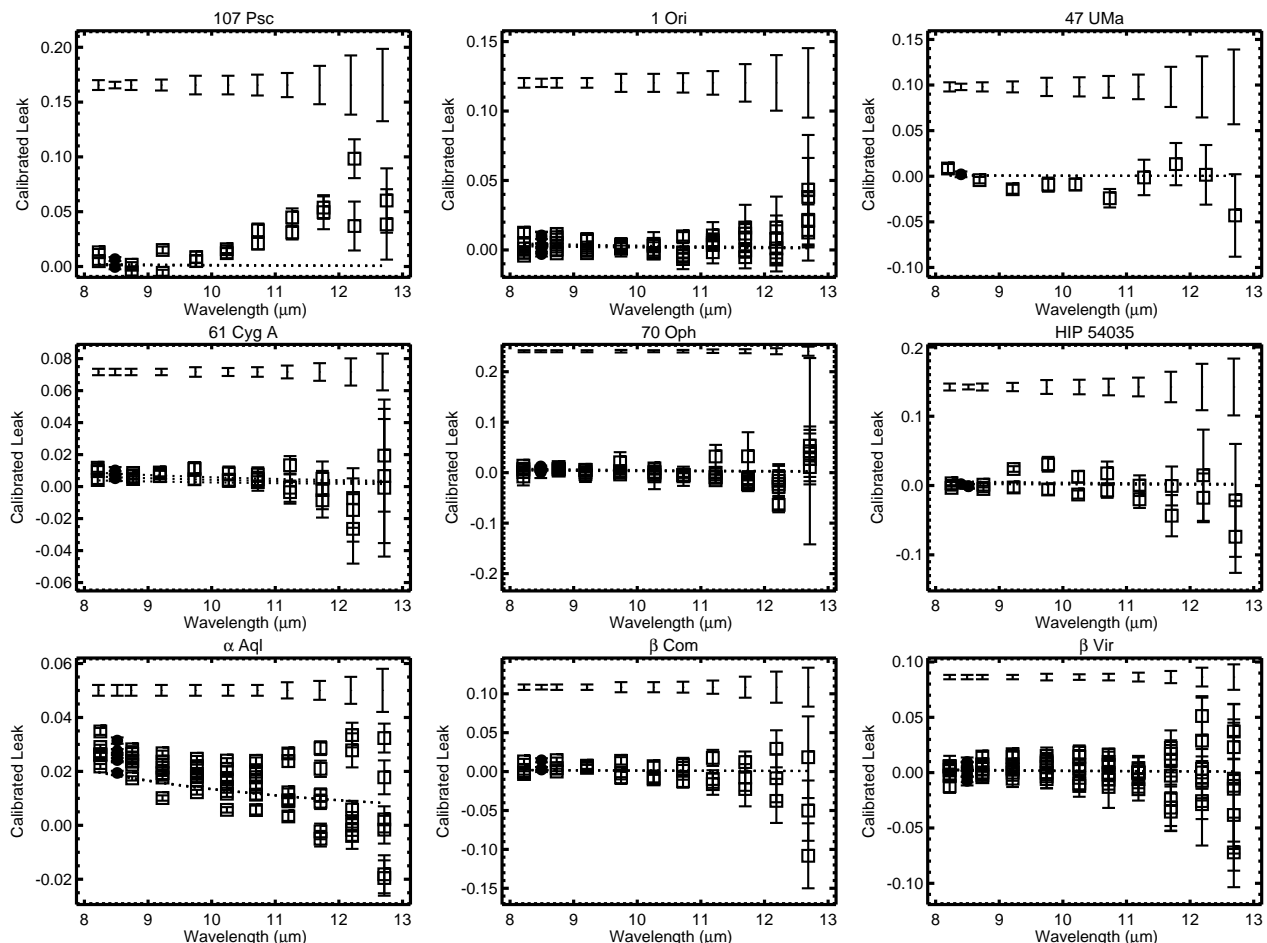 107 Psc
0.20
0.15
0.10
0.05
0.00
Calibrated Leak
8 9 10 11 12 13
Wavelength (μm)
1 Ori
0.15
0.10
0.05
0.00
Calibrated Leak
8 9 10 11 12 13
Wavelength (μm)
47 UMa
0.15
0.10
0.05
0.00
-0.05
-0.10
Calibrated Leak
8 9 10 11 12 13
Wavelength (μm)
61 Cyg A
0.08
0.06
0.04
0.02
0.00
-0.02
-0.04
-0.06
Calibrated Leak
8 9 10 11 12 13
Wavelength (μm)
70 Oph
0.2
0.1
0.0
-0.1
-0.2
Calibrated Leak
8 9 10 11 12 13
Wavelength (μm)
HIP 54035
0.2
0.1
0.0
-0.1
Calibrated Leak
8 9 10 11 12 13
Wavelength (μm)
α Aql
0.06
0.04
0.02
0.00
-0.02
Calibrated Leak
8 9 10 11 12 13
Wavelength (μm)
β Com
0.10
0.05
0.00
-0.05
-0.10
-0.15
Calibrated Leak
8 9 10 11 12 13
Wavelength (μm)
β Vir
0.10
0.05
0.00
-0.05
-0.10
Calibrated Leak
8 9 10 11 12 13
Wavelength (μm)